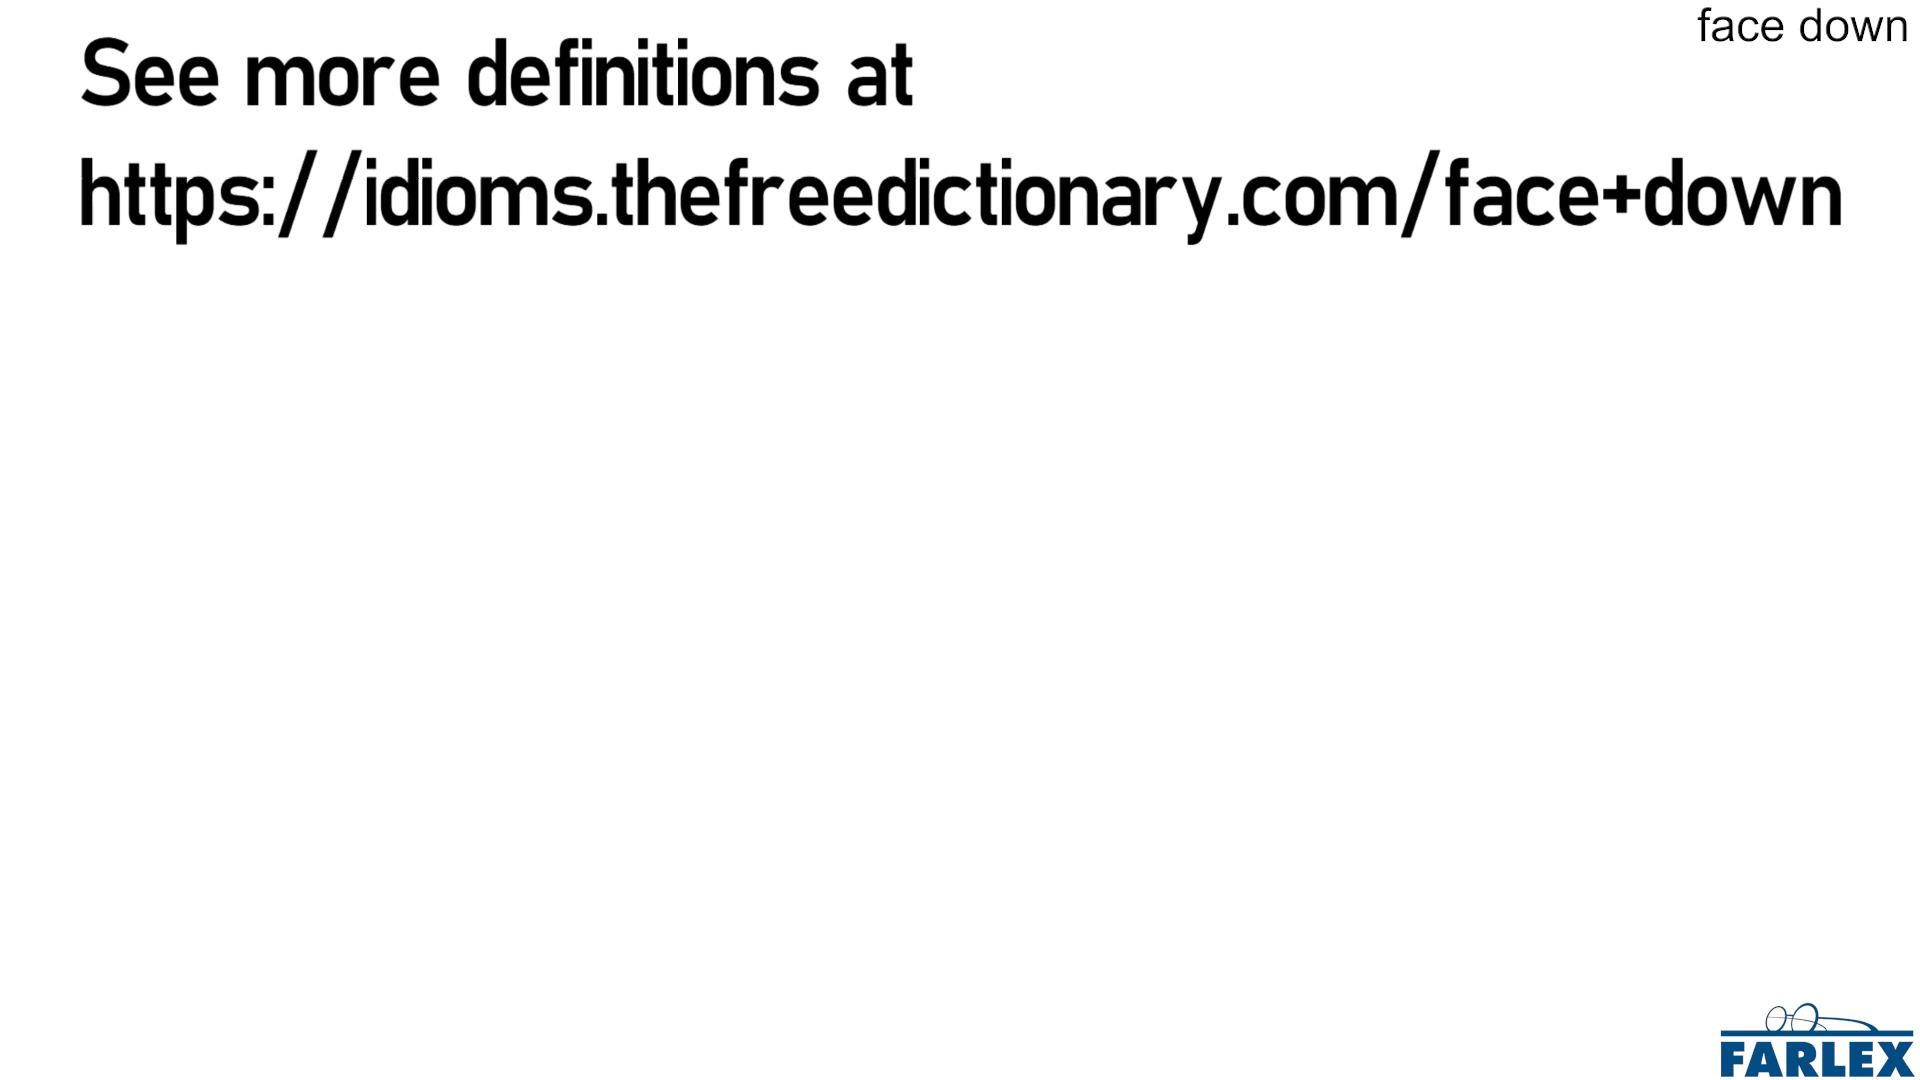 face down
See more definitions at
https://idioms.thefreedictionary.com/face+down
FARLEX